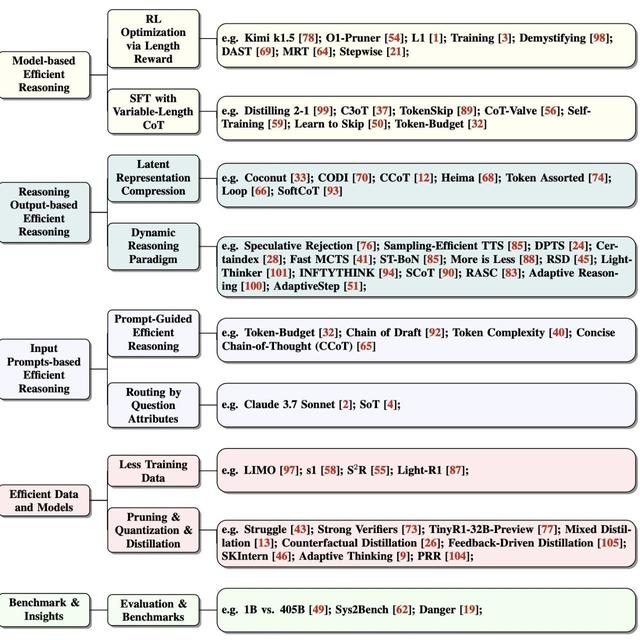 Model-based
Efficient
Reasoning
RL
Optimization
via Length
Reward
e.g. Kimi k1.5 [78]; O1-Pruner [54]; L1 [1]; Training [3]; Demystifying [98];
DAST [69]; MRT [64]; Stepwise [21];
SFT with
Variable-Length
CoT
e.g. Distilling 2-1 [99]; C3oT [37]; TokenSkip [89]; CoT-Valve [56]; Self-
Training [59]; Learn to Skip [50]; Token-Budget [32]
Reasoning
Output-based
Efficient
Reasoning
Latent
Representation
Compression
e.g. Coconut [33]; CODI [70]; CCoT [12]; Heima [68]; Token Assorted [74];
Loop [66]; SoftCoT [93]
Dynamic
Reasoning
Paradigm
e.g. Speculative Rejection [76]; Sampling-Efficient TTS [85]; DPTS [24]; Cer-
taindex [28]; Fast MCTS [41]; ST-BoN [85]; More is Less [88]; RSD [45]; Light-
Thinker [101]; INFTYTHINK [94]; SCoT [90]; RASC [83]; Adaptive Reason-
ing [100]; AdaptiveStep [51];
Input
Prompts-based
Efficient
Reasoning
Prompt-Guided
Efficient
Reasoning
e.g. Token-Budget [32]; Chain of Draft [92]; Token Complexity [40]; Concise
Chain-of-Thought (CCoT) [65]
Routing by
Question
Attributes
e.g. Claude 3.7 Sonnet [2]; SoT [4];
Efficient Data
and Models
Less Training
Data
e.g. LIMO [97]; s1 [58]; S²R [55]; Light-R1 [87];
Pruning &
Quantization &
Distillation
e.g. Struggle [43]; Strong Verifiers [73]; TinyR1-32B-Preview [77]; Mixed Distil-
lation [13]; Counterfactual Distillation [26]; Feedback-Driven Distillation [105];
SKIntern [46]; Adaptive Thinking [9]; PRR [104];
Benchmark &
Insights
Evaluation &
Benchmarks
e.g. 1B vs. 405B [49]; Sys2Bench [62]; Danger [19];